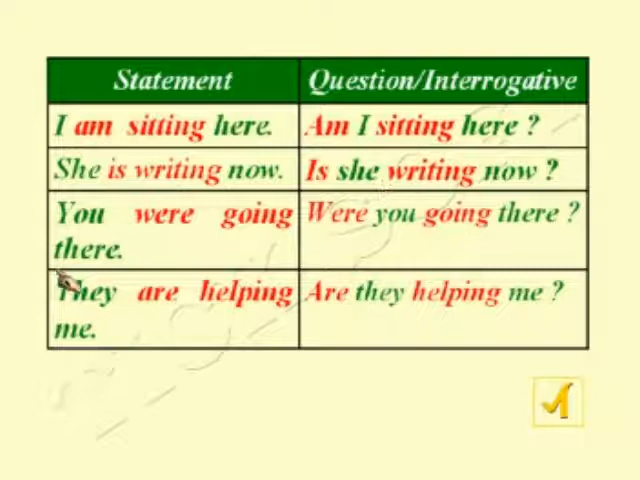 Statement Question/Interrogative
I am sitting here. Am I sitting here ?
She is writing now. Is she writing now ?
You were going Were you going there ?
there.
They are helping Are they helping me ?
me.